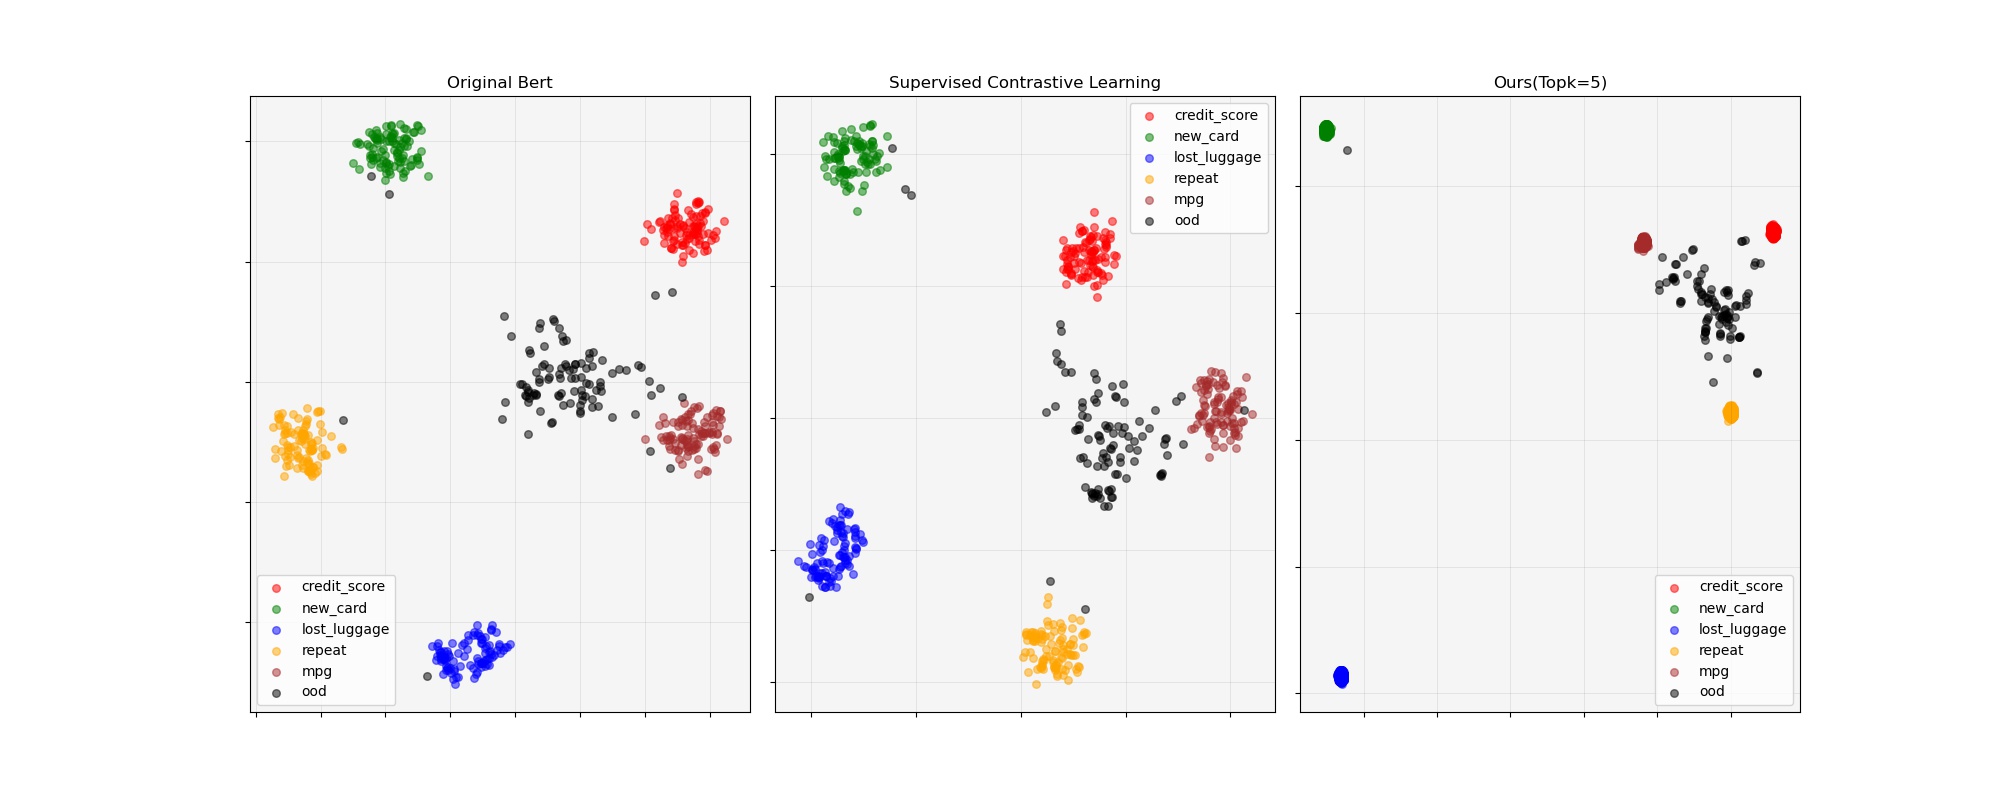 Original Bert
credit_score
new_card
lost_luggage
repeat
mpg
ood
Supervised Contrastive Learning
credit_score
new_card
lost_luggage
repeat
mpg
ood
Ours(Topk=5)
credit_score
new_card
lost_luggage
repeat
mpg
ood